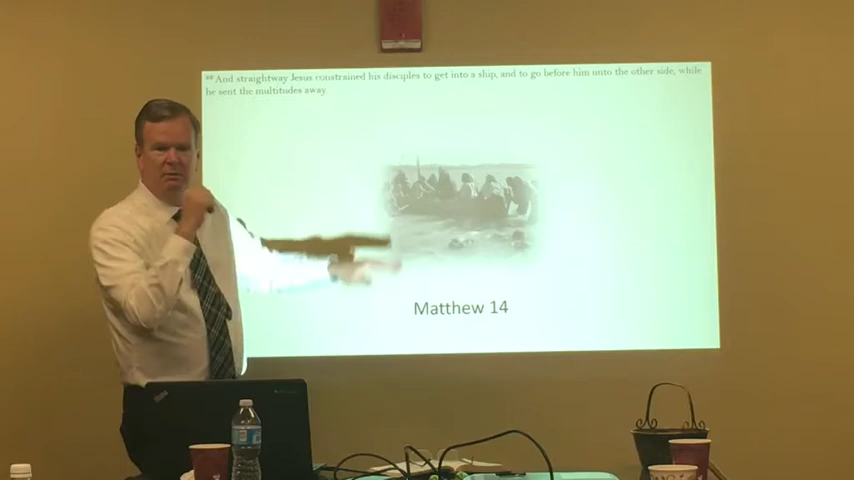 And straightway Jesus constrained his disciples to get into a ship, and to go before him unto the other side, while
he sent the multitudes away.
Matthew 14